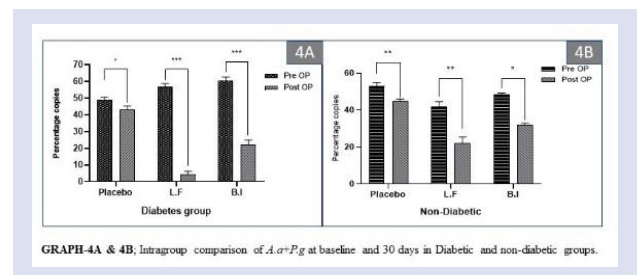 4A
70
60
50
40
30
20
10
0
Percentage copies
*
***
***
Pre OP
Post OP
Placebo L.F B.I
Diabetes group
4B
60
40
20
0
Percentage copies
**
**
*
Pre OP
Post OP
Placebo L.F B.I
Non-Diabetic
GRAPH-4A & 4B; Intragroup comparison of A.a+P.g at baseline and 30 days in Diabetic and non-diabetic groups.